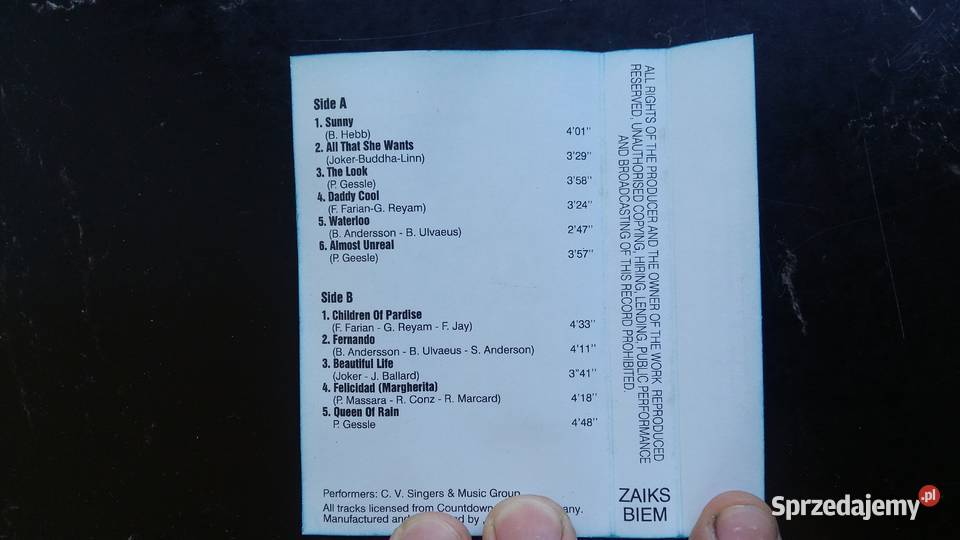 Side A
1. Sunny
(B. Hebb) 4'01"
2. All That She Wants
(Joker-Buddha-Linn) 3'29"
3. The Look
(P. Gessle) 3'58"
4. Daddy Cool
(F. Farian-G. Reyam) 3'24"
5. Waterloo
(B. Andersson - B. Ulvaeus) 2'47"
6. Almost Unreal
(P. Geesle) 3'57"
Side B
1. Children Of Pardise
(F. Farian - G. Reyam - F. Jay) 4'33"
2. Fernando
(B. Andersson - B. Ulvaeus - S. Anderson) 4'11"
3. Beautiful Life
(Joker - J. Ballard) 3"41"
4. Felicidad (Margherita)
(P. Massara - R. Conz - R. Marcard) 4'18"
5. Queen Of Rain
P. Gessle 4'48"
Performers: C. V. Singers & Music Group
All tracks licensed from Countdown
Manufactured and by
ALL RIGHTS OF THE PRODUCER AND THE OWNER OF THE WORK REPRODUCED
RESERVED, UNAUTHORISED COPYING, HIRING, LENDING, PUBLIC PERFORMANCE
AND BROADCASTING OF THIS RECORD PROHIBITED.
ZAIKS
BIEM
Sprzedajemy.pl